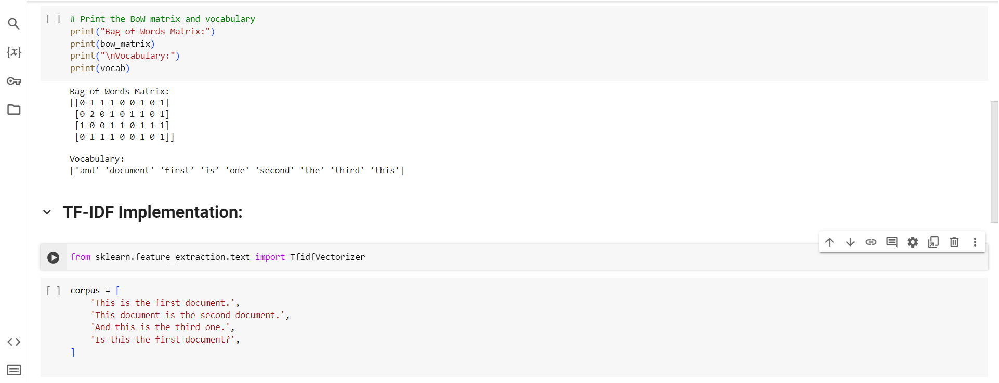 [ ] # Print the BoW matrix and vocabulary
print("Bag-of-Words Matrix:")
print(bow_matrix)
print("\nVocabulary:")
print(vocab)
Bag-of-Words Matrix:
[[0 1 1 1 0 0 1 0 1]
 [0 2 0 1 0 1 1 0 1]
 [1 0 0 1 1 0 1 1 1]
 [0 1 1 1 0 0 1 0 1]]
Vocabulary:
['and' 'document' 'first' 'is' 'one' 'second' 'the' 'third' 'this']
TF-IDF Implementation:
from sklearn.feature_extraction.text import TfidfVectorizer
[ ] corpus = [
    'This is the first document.',
    'This document is the second document.',
    'And this is the third one.',
    'Is this the first document?',
]